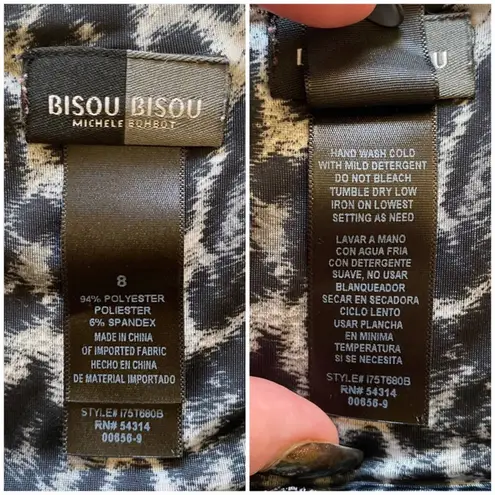 BISOU BISOU
MICHELE BOHBOT
8
94% POLYESTER
POLIESTER
6% SPANDEX
MADE IN CHINA
OF IMPORTED FABRIC
HECHO EN CHINA
DE MATERIAL IMPORTADO
STYLE# I75T680B
RN# 54314
00656-9
U
HAND WASH COLD
WITH MILD DETERGENT
DO NOT BLEACH
TUMBLE DRY LOW
IRON ON LOWEST
SETTING AS NEED
LAVAR A MANO
CON AGUA FRIA
CON DETERGENTE
SUAVE, NO USAR
BLANQUEADOR
SECAR EN SECADORA
CICLO LENTO
USAR PLANCHA
EN MINIMA
TEMPERATURA
SI SE NECESITA
STYLE# I75T680B
RN# 54314
00656-9